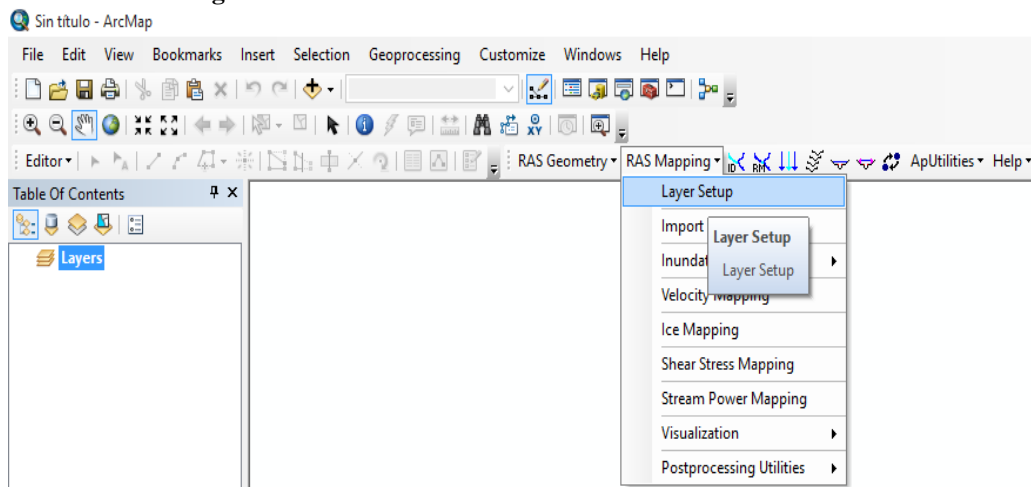 Sin título - ArcMap
File Edit View Bookmarks Insert Selection Geoprocessing Customize Windows Help
Editor RAS Geometry RAS Mapping ID RM ApUtilities Help
Table Of Contents
Layers
Layer Setup
Import
Layer Setup
Layer Setup
Velocity Mapping
Ice Mapping
Shear Stress Mapping
Stream Power Mapping
Visualization
Postprocessing Utilities